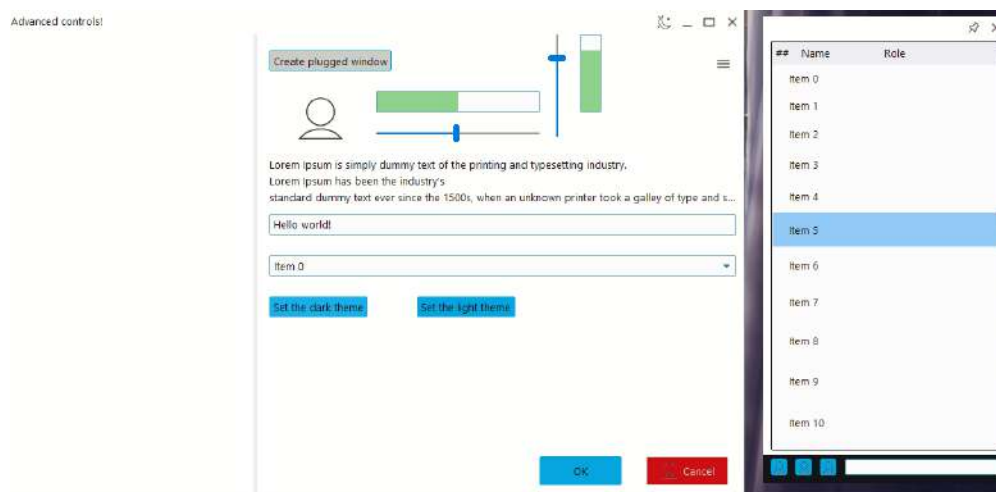 Advanced controls!
Create plugged window
Lorem Ipsum is simply dummy text of the printing and typesetting industry.
Lorem Ipsum has been the industry's
standard dummy text ever since the 1500s, when an unknown printer took a galley of type and s...
Hello world!
Item 0
Set the dark theme
Set the light theme
OK
Cancel
## Name Role
Item 0
Item 1
Item 2
Item 3
Item 4
Item 5
Item 6
Item 7
Item 8
Item 9
Item 10